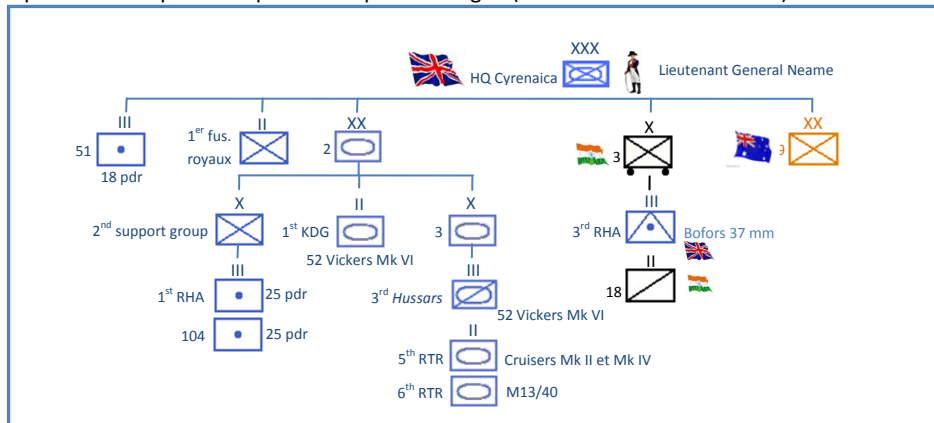 XXX
HQ Cyrenaica
Lieutenant General Neame
III
51
18 pdr
II
1er fus.
royaux
XX
2
X
3
XX
9
X
2nd support group
II
1st KDG
52 Vickers Mk VI
X
3
III
3rd RHA
Bofors 37 mm
II
18
III
1st RHA
25 pdr
104
25 pdr
III
3rd Hussars
52 Vickers Mk VI
II
5th RTR
Cruisers Mk II et Mk IV
6th RTR
M13/40